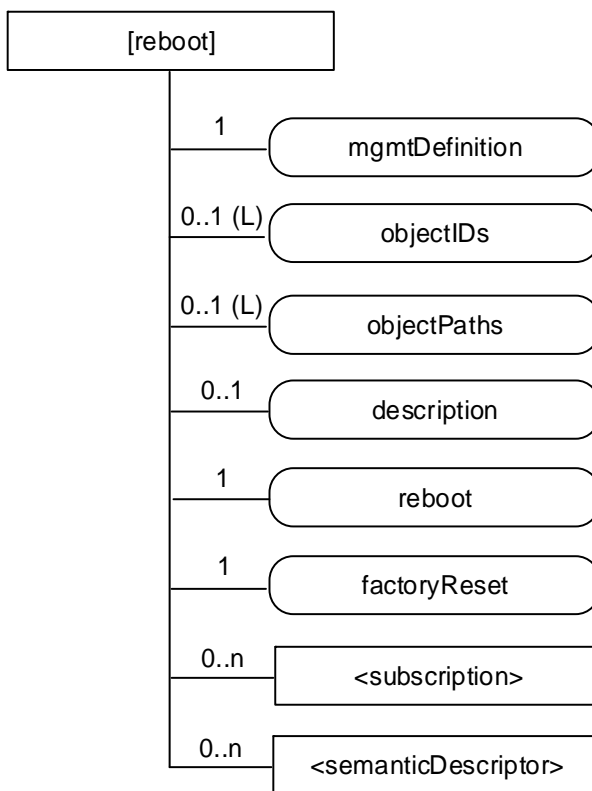 [reboot]
1
mgmtDefinition
0..1 (L)
objectIDs
0..1 (L)
objectPaths
0..1
description
1
reboot
1
factoryReset
0..n
<subscription>
0..n
<semanticDescriptor>